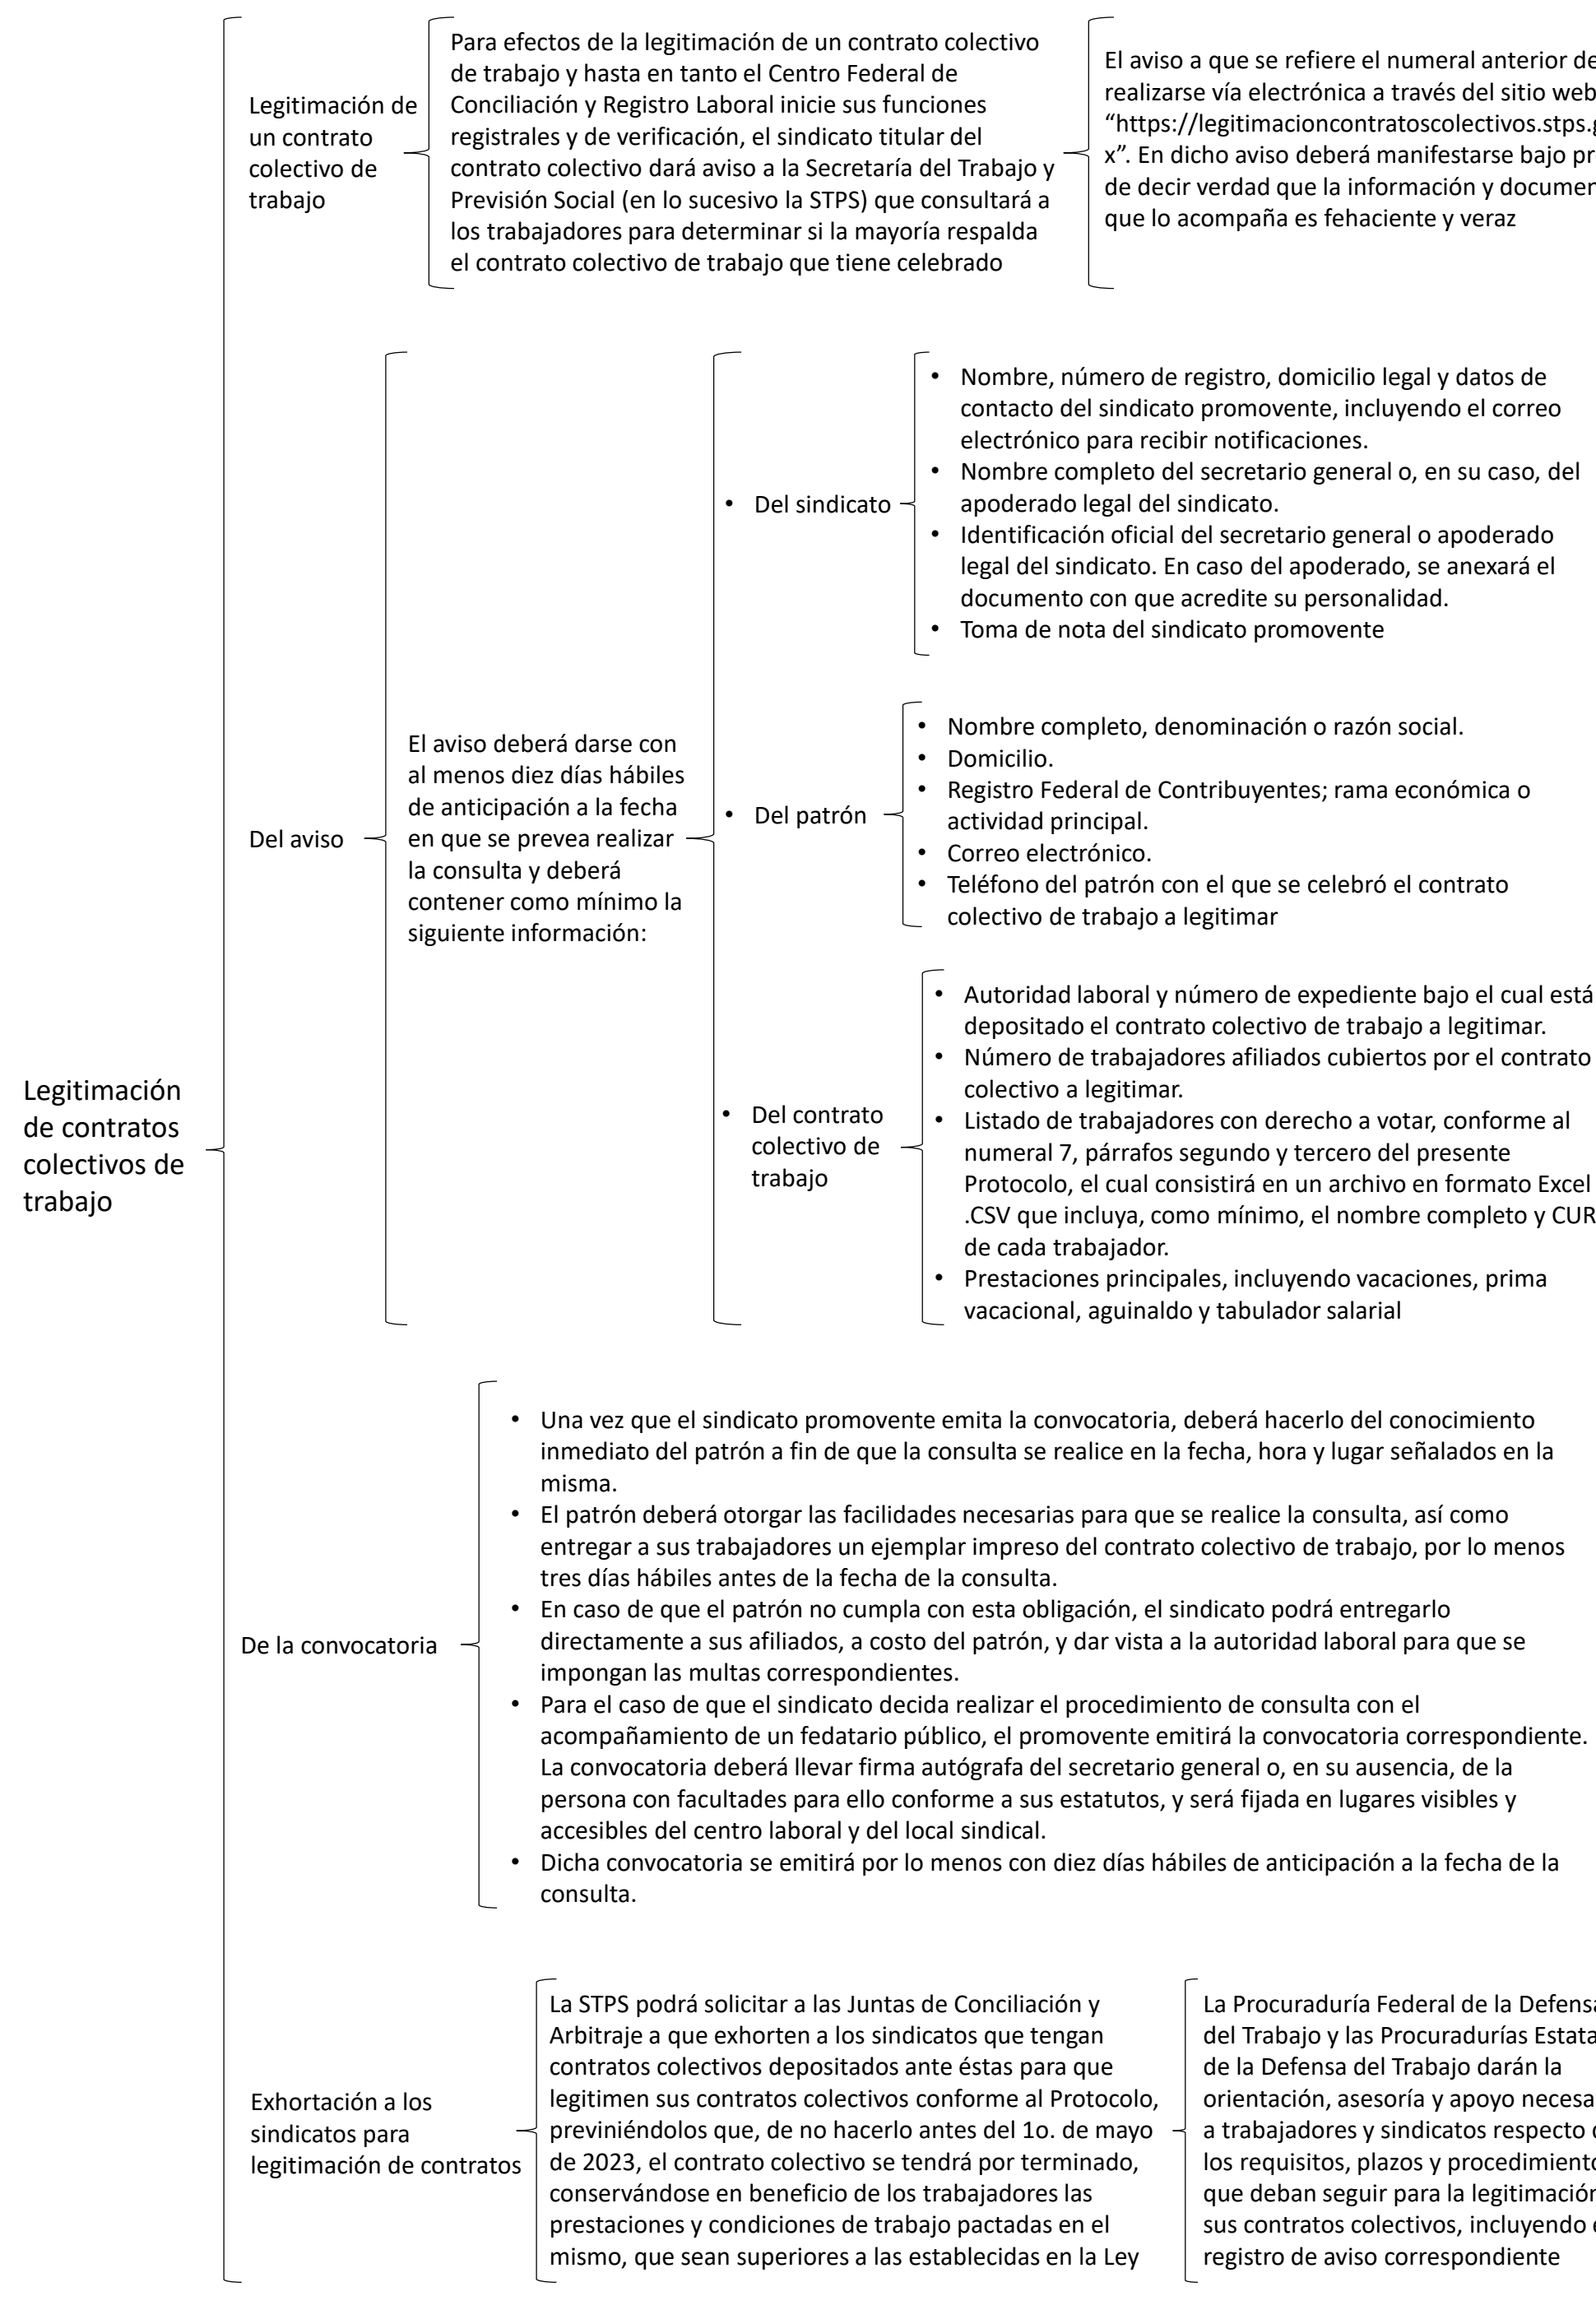 Legitimación
de contratos
colectivos de
trabajo
Legitimación de
un contrato
colectivo de
trabajo
Para efectos de la legitimación de un contrato colectivo
de trabajo y hasta en tanto el Centro Federal de
Conciliación y Registro Laboral inicie sus funciones
registrales y de verificación, el sindicato titular del
contrato colectivo dará aviso a la Secretaría del Trabajo y
Previsión Social (en lo sucesivo la STPS) que consultará a
los trabajadores para determinar si la mayoría respalda
el contrato colectivo de trabajo que tiene celebrado
El aviso a que se refiere el numeral anterior
realizarse vía electrónica a través del sitio web
“https://legitimacioncontratoscolectivos.stps.
x”. En dicho aviso deberá manifestarse bajo
de decir verdad que la información y
que lo acompaña es fehaciente y veraz
Del aviso
El aviso deberá darse con
al menos diez días hábiles
de anticipación a la fecha
en que se prevea realizar
la consulta y deberá
contener como mínimo la
siguiente información:
• Del sindicato
• Nombre, número de registro, domicilio legal y datos de
contacto del sindicato promovente, incluyendo el correo
electrónico para recibir notificaciones.
• Nombre completo del secretario general o, en su caso, del
apoderado legal del sindicato.
• Identificación oficial del secretario general o apoderado
legal del sindicato. En caso del apoderado, se anexará el
documento con que acredite su personalidad.
• Toma de nota del sindicato promovente
• Del patrón
• Nombre completo, denominación o razón social.
• Domicilio.
• Registro Federal de Contribuyentes; rama económica o
actividad principal.
• Correo electrónico.
• Teléfono del patrón con el que se celebró el contrato
colectivo de trabajo a legitimar
• Del contrato
colectivo de
trabajo
• Autoridad laboral y número de expediente bajo el cual está
depositado el contrato colectivo de trabajo a legitimar.
• Número de trabajadores afiliados cubiertos por el contrato
colectivo a legitimar.
• Listado de trabajadores con derecho a votar, conforme al
numeral 7, párrafos segundo y tercero del presente
Protocolo, el cual consistirá en un archivo en formato Excel
.CSV que incluya, como mínimo, el nombre completo y
de cada trabajador.
• Prestaciones principales, incluyendo vacaciones, prima
vacacional, aguinaldo y tabulador salarial
De la convocatoria
• Una vez que el sindicato promovente emita la convocatoria, deberá hacerlo del conocimiento
inmediato del patrón a fin de que la consulta se realice en la fecha, hora y lugar señalados en la
misma.
• El patrón deberá otorgar las facilidades necesarias para que se realice la consulta, así como
entregar a sus trabajadores un ejemplar impreso del contrato colectivo de trabajo, por lo menos
tres días hábiles antes de la fecha de la consulta.
• En caso de que el patrón no cumpla con esta obligación, el sindicato podrá entregarlo
directamente a sus afiliados, a costo del patrón, y dar vista a la autoridad laboral para que se
impongan las multas correspondientes.
• Para el caso de que el sindicato decida realizar el procedimiento de consulta con el
acompañamiento de un fedatario público, el promovente emitirá la convocatoria correspondiente.
La convocatoria deberá llevar firma autógrafa del secretario general o, en su ausencia, de la
persona con facultades para ello conforme a sus estatutos, y será fijada en lugares visibles y
accesibles del centro laboral y del local sindical.
• Dicha convocatoria se emitirá por lo menos con diez días hábiles de anticipación a la fecha de la
consulta.
Exhortación a los
sindicatos para
legitimación de contratos
La STPS podrá solicitar a las Juntas de Conciliación y
Arbitraje a que exhorten a los sindicatos que tengan
contratos colectivos depositados ante éstas para que
legitimen sus contratos colectivos conforme al Protocolo,
previniéndolos que, de no hacerlo antes del 1o. de mayo
de 2023, el contrato colectivo se tendrá por terminado,
conservándose en beneficio de los trabajadores las
prestaciones y condiciones de trabajo pactadas en el
mismo, que sean superiores a las establecidas en la Ley
La Procuraduría Federal de la
del Trabajo y las Procuradurías
de la Defensa del Trabajo darán la
orientación, asesoría y apoyo
a trabajadores y sindicatos respecto
los requisitos, plazos y
que deban seguir para la
sus contratos colectivos, incluyendo
registro de aviso correspondiente